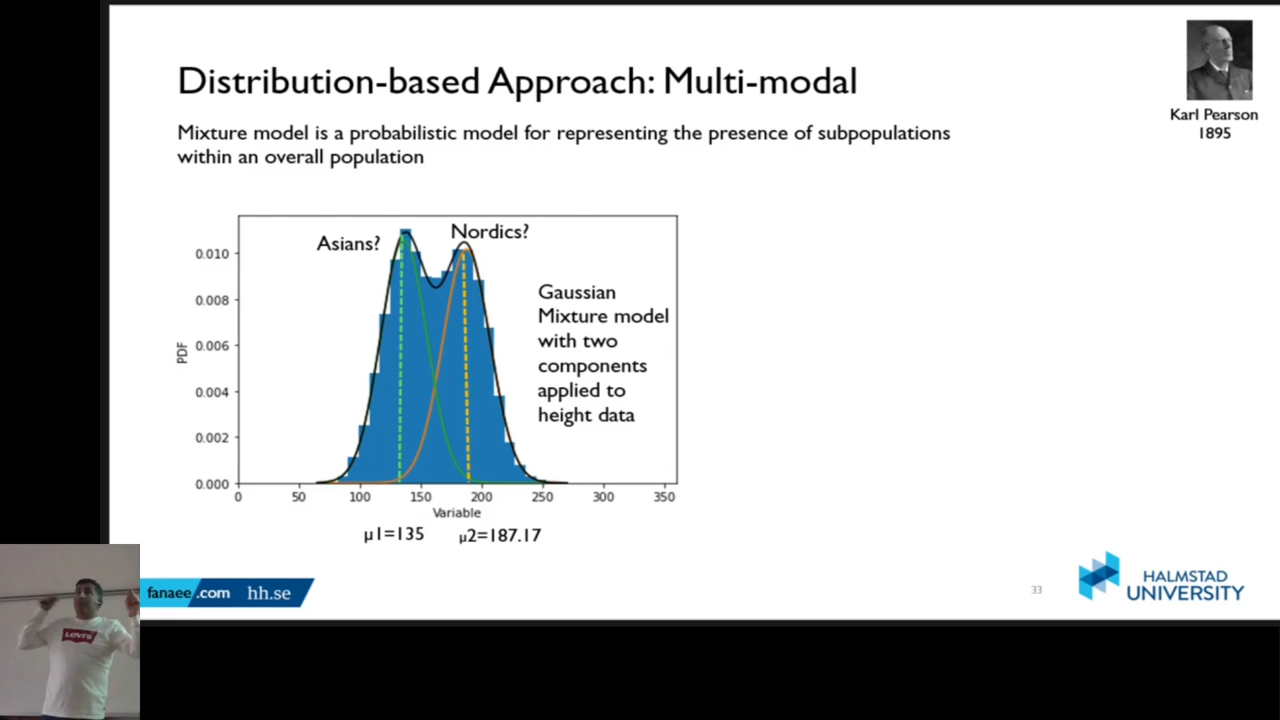 Distribution-based Approach: Multi-modal
Karl Pearson
1895
Mixture model is a probabilistic model for representing the presence of subpopulations
within an overall population
Asians?
Nordics?
Gaussian
Mixture model
with two
components
applied to
height data
PDF
0.010
0.008
0.006
0.004
0.002
0.000
0 50 100 150 200 250 300 350
Variable
μ1=135 μ2=187.17
fanaee.com hh.se
33
HALMSTAD
UNIVERSITY
LEVI'S